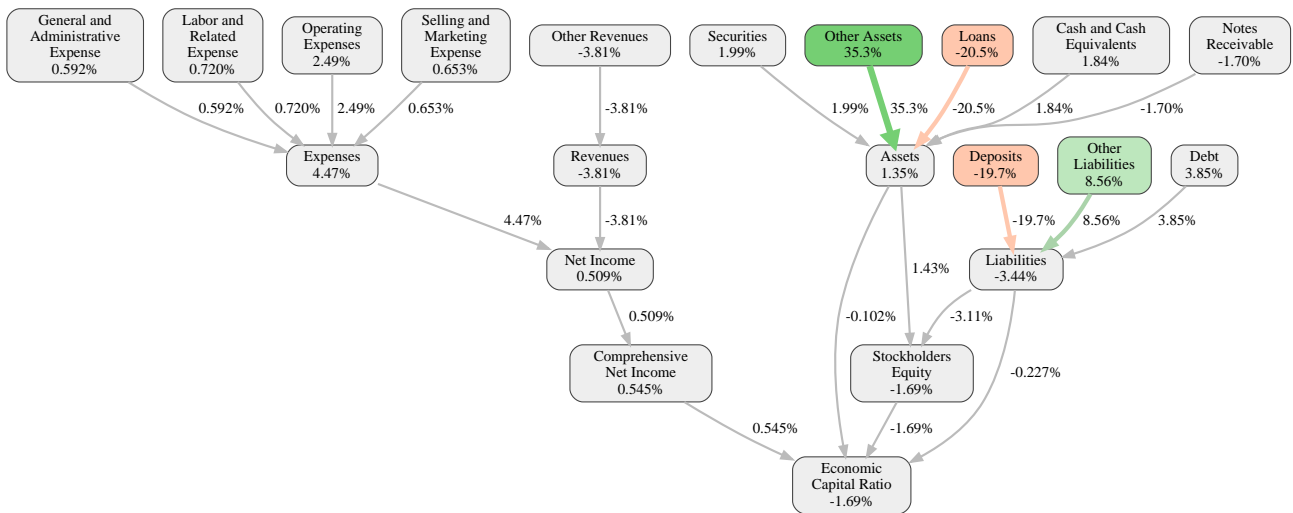 General and
Administrative
Expense
0.592%
Labor and
Related
Expense
0.720%
Operating
Expenses
2.49%
Selling and
Marketing
Expense
0.653%
Other Revenues
-3.81%
Securities
1.99%
Other Assets
35.3%
Loans
-20.5%
Cash and Cash
Equivalents
1.84%
Notes
Receivable
-1.70%
0.592%
0.720%
2.49%
0.653%
-3.81%
1.99%
35.3%
-20.5%
1.84%
-1.70%
Expenses
4.47%
Revenues
-3.81%
Assets
1.35%
Deposits
-19.7%
Other
Liabilities
8.56%
Debt
3.85%
4.47%
-3.81%
-19.7%
8.56%
3.85%
Net Income
0.509%
1.43%
Liabilities
-3.44%
0.509%
-0.102%
-3.11%
Comprehensive
Net Income
0.545%
Stockholders
Equity
-1.69%
-0.227%
0.545%
-1.69%
Economic
Capital Ratio
-1.69%